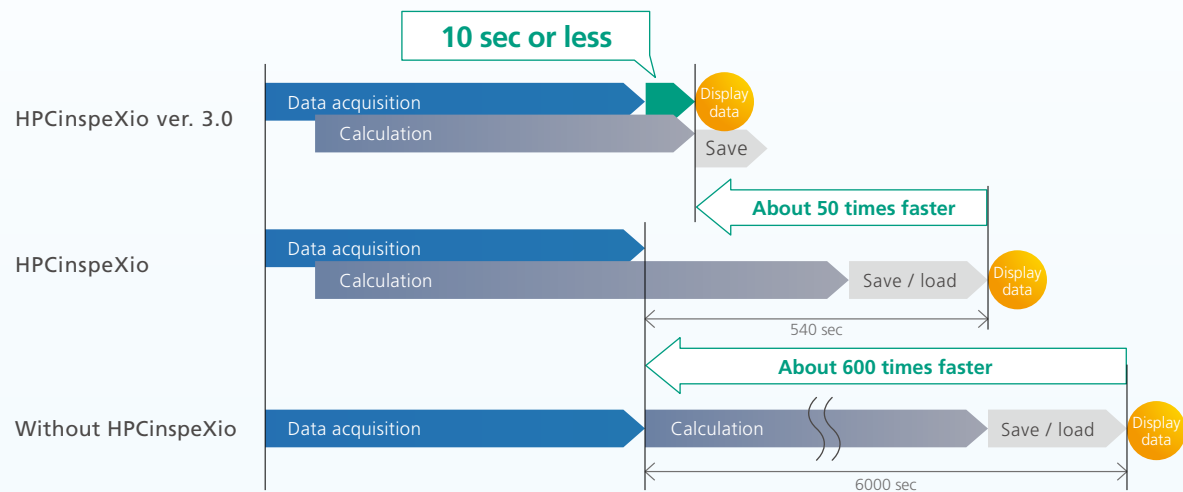 10 sec or less
HPCinspeXio ver. 3.0
Data acquisition
Display
data
Calculation
Save
About 50 times faster
HPCinspeXio
Data acquisition
Calculation
Save / load
Display
data
540 sec
About 600 times faster
Without HPCinspeXio
Data acquisition
Calculation
Save / load
Display
data
6000 sec